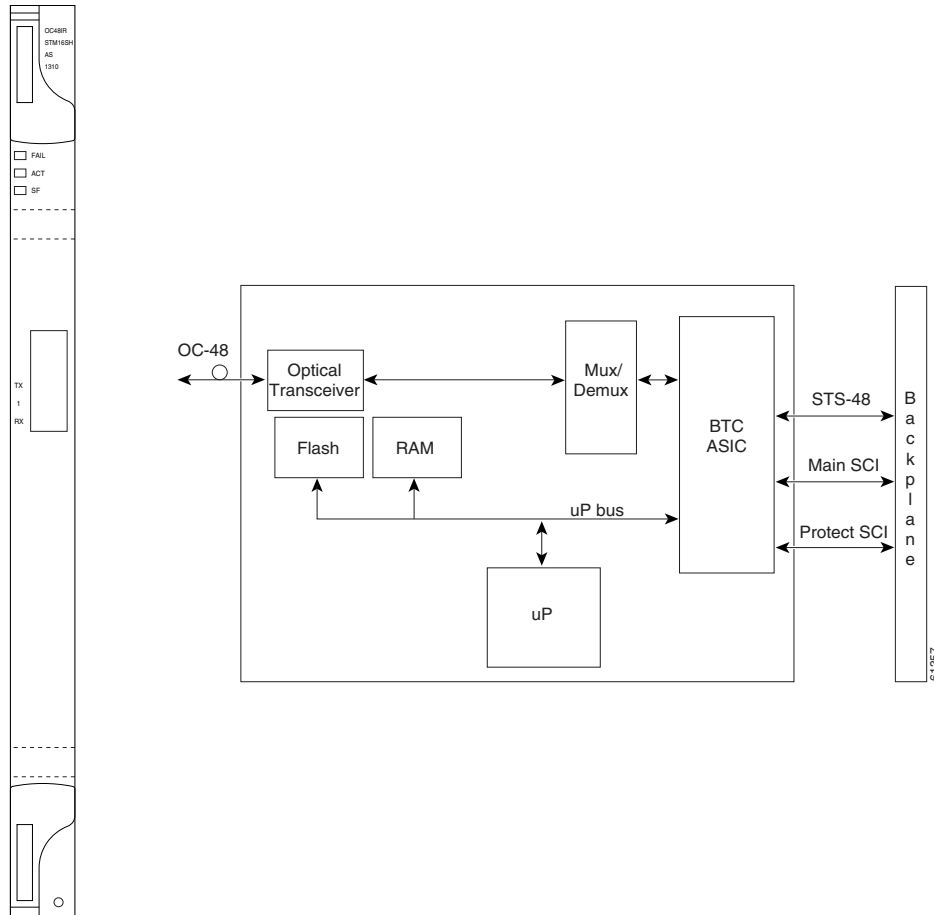 OC48IR
STM16SH
AS
1310
FAIL
ACT
SF
TX
1
RX
OC-48
Optical
Transceiver
Mux/
Demux
BTC
ASIC
Flash
RAM
uP bus
uP
STS-48
Main SCI
Protect SCI
Backplane